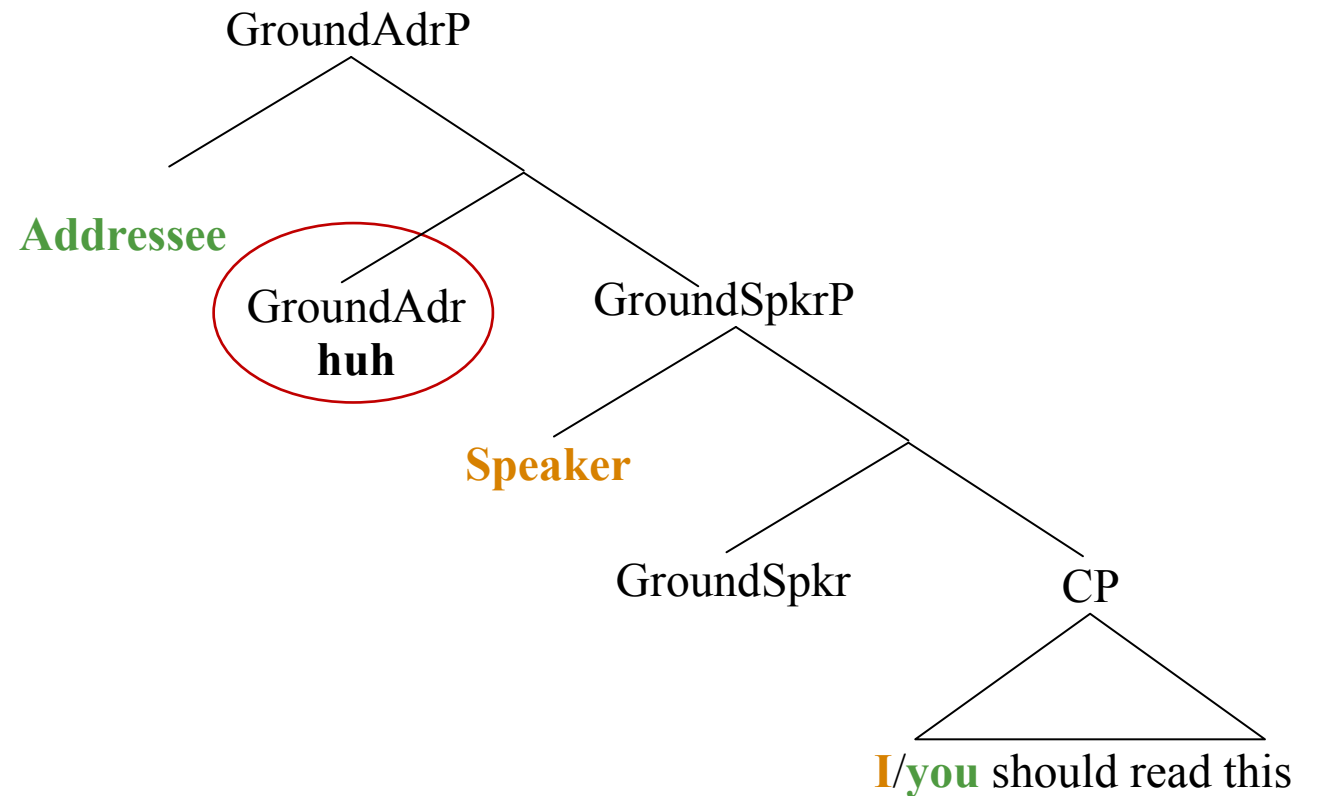 GroundAdrP
Addressee
GroundAdr
huh
GroundSpkrP
Speaker
GroundSpkr
CP
I/you should read this